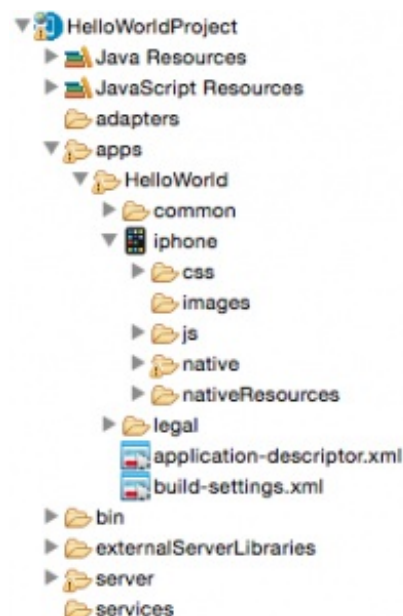 HelloWorldProject
Java Resources
JavaScript Resources
adapters
apps
HelloWorld
common
iphone
css
images
js
native
nativeResources
legal
application-descriptor.xml
build-settings.xml
bin
externalServerLibraries
server
services